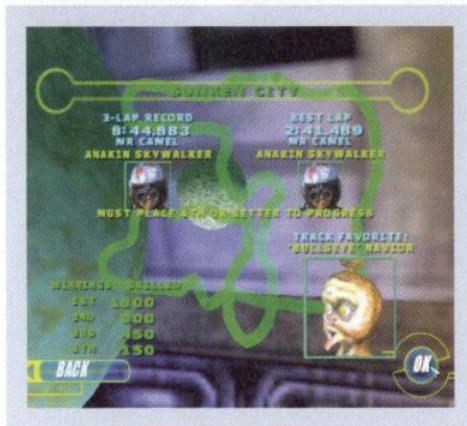 SUNKEN CITY
3-LAP RECORD
8:44.883
MR CAMEL
ANAKIN SKYWALKER
BEST LAP
2:41.489
MR CAMEL
ANAKIN SKYWALKER
MUST PLACE 4TH OR BETTER TO PROGRESS
TRACK FAVORITE:
'BULLSEYE' NAVIOR
WINNINGS: SKILLED
1ST 1800
2ND 900
3RD 450
4TH 150
BACK
OK